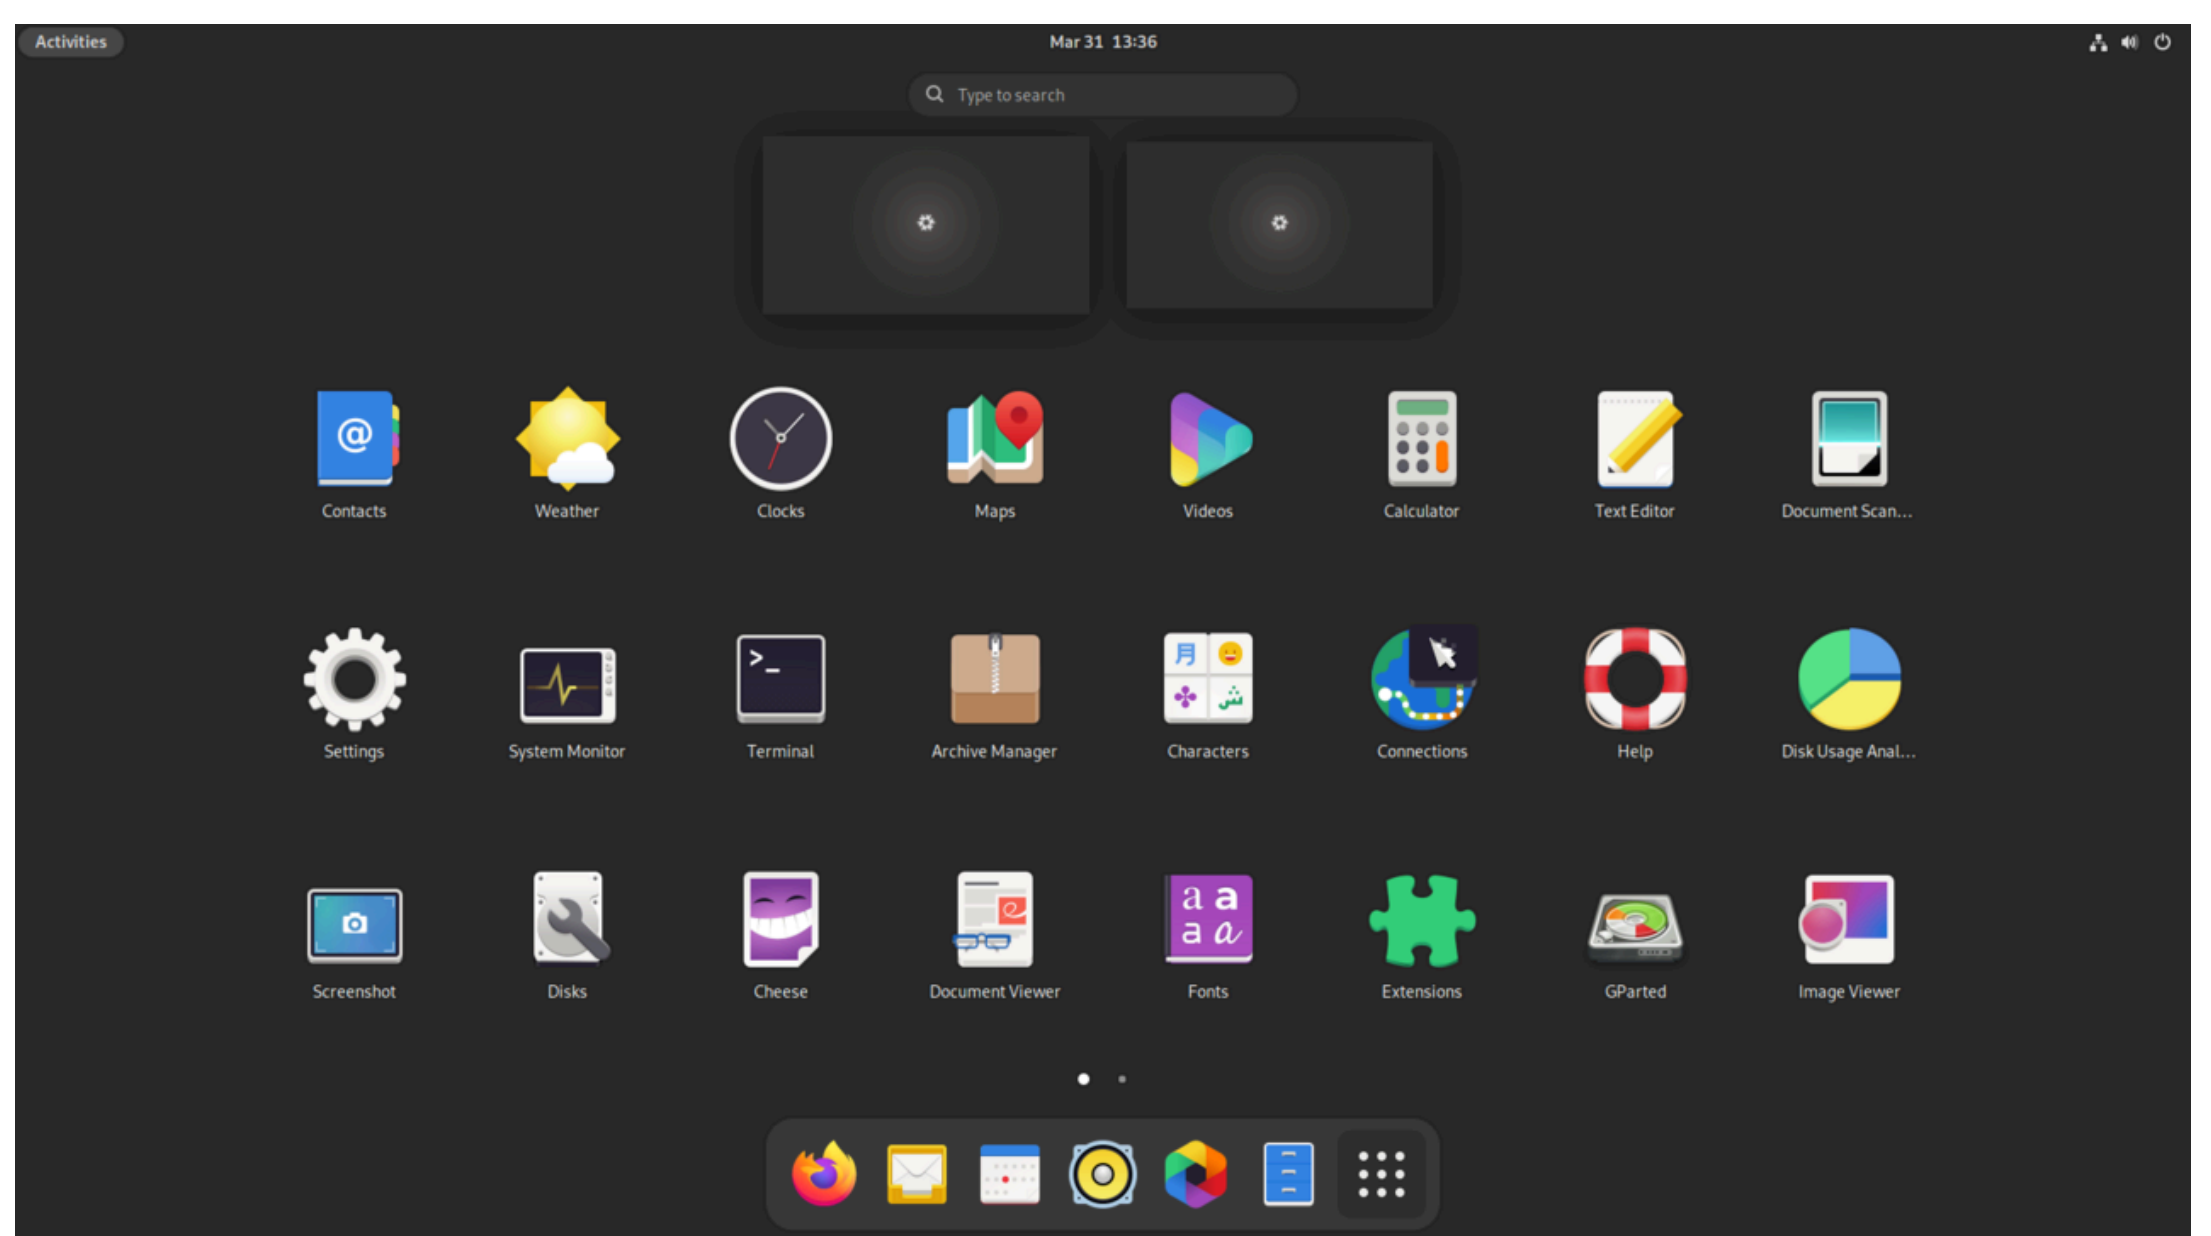 Activities
Mar 31 13:36
Type to search
Contacts
Weather
Clocks
Maps
Videos
Calculator
Text Editor
Document Scan...
@
Settings
System Monitor
Terminal
Archive Manager
Characters
Connections
Help
Disk Usage Anal...
>_
月
ش
Screenshot
Disks
Cheese
Document Viewer
Fonts
Extensions
GParted
Image Viewer
a a
a a